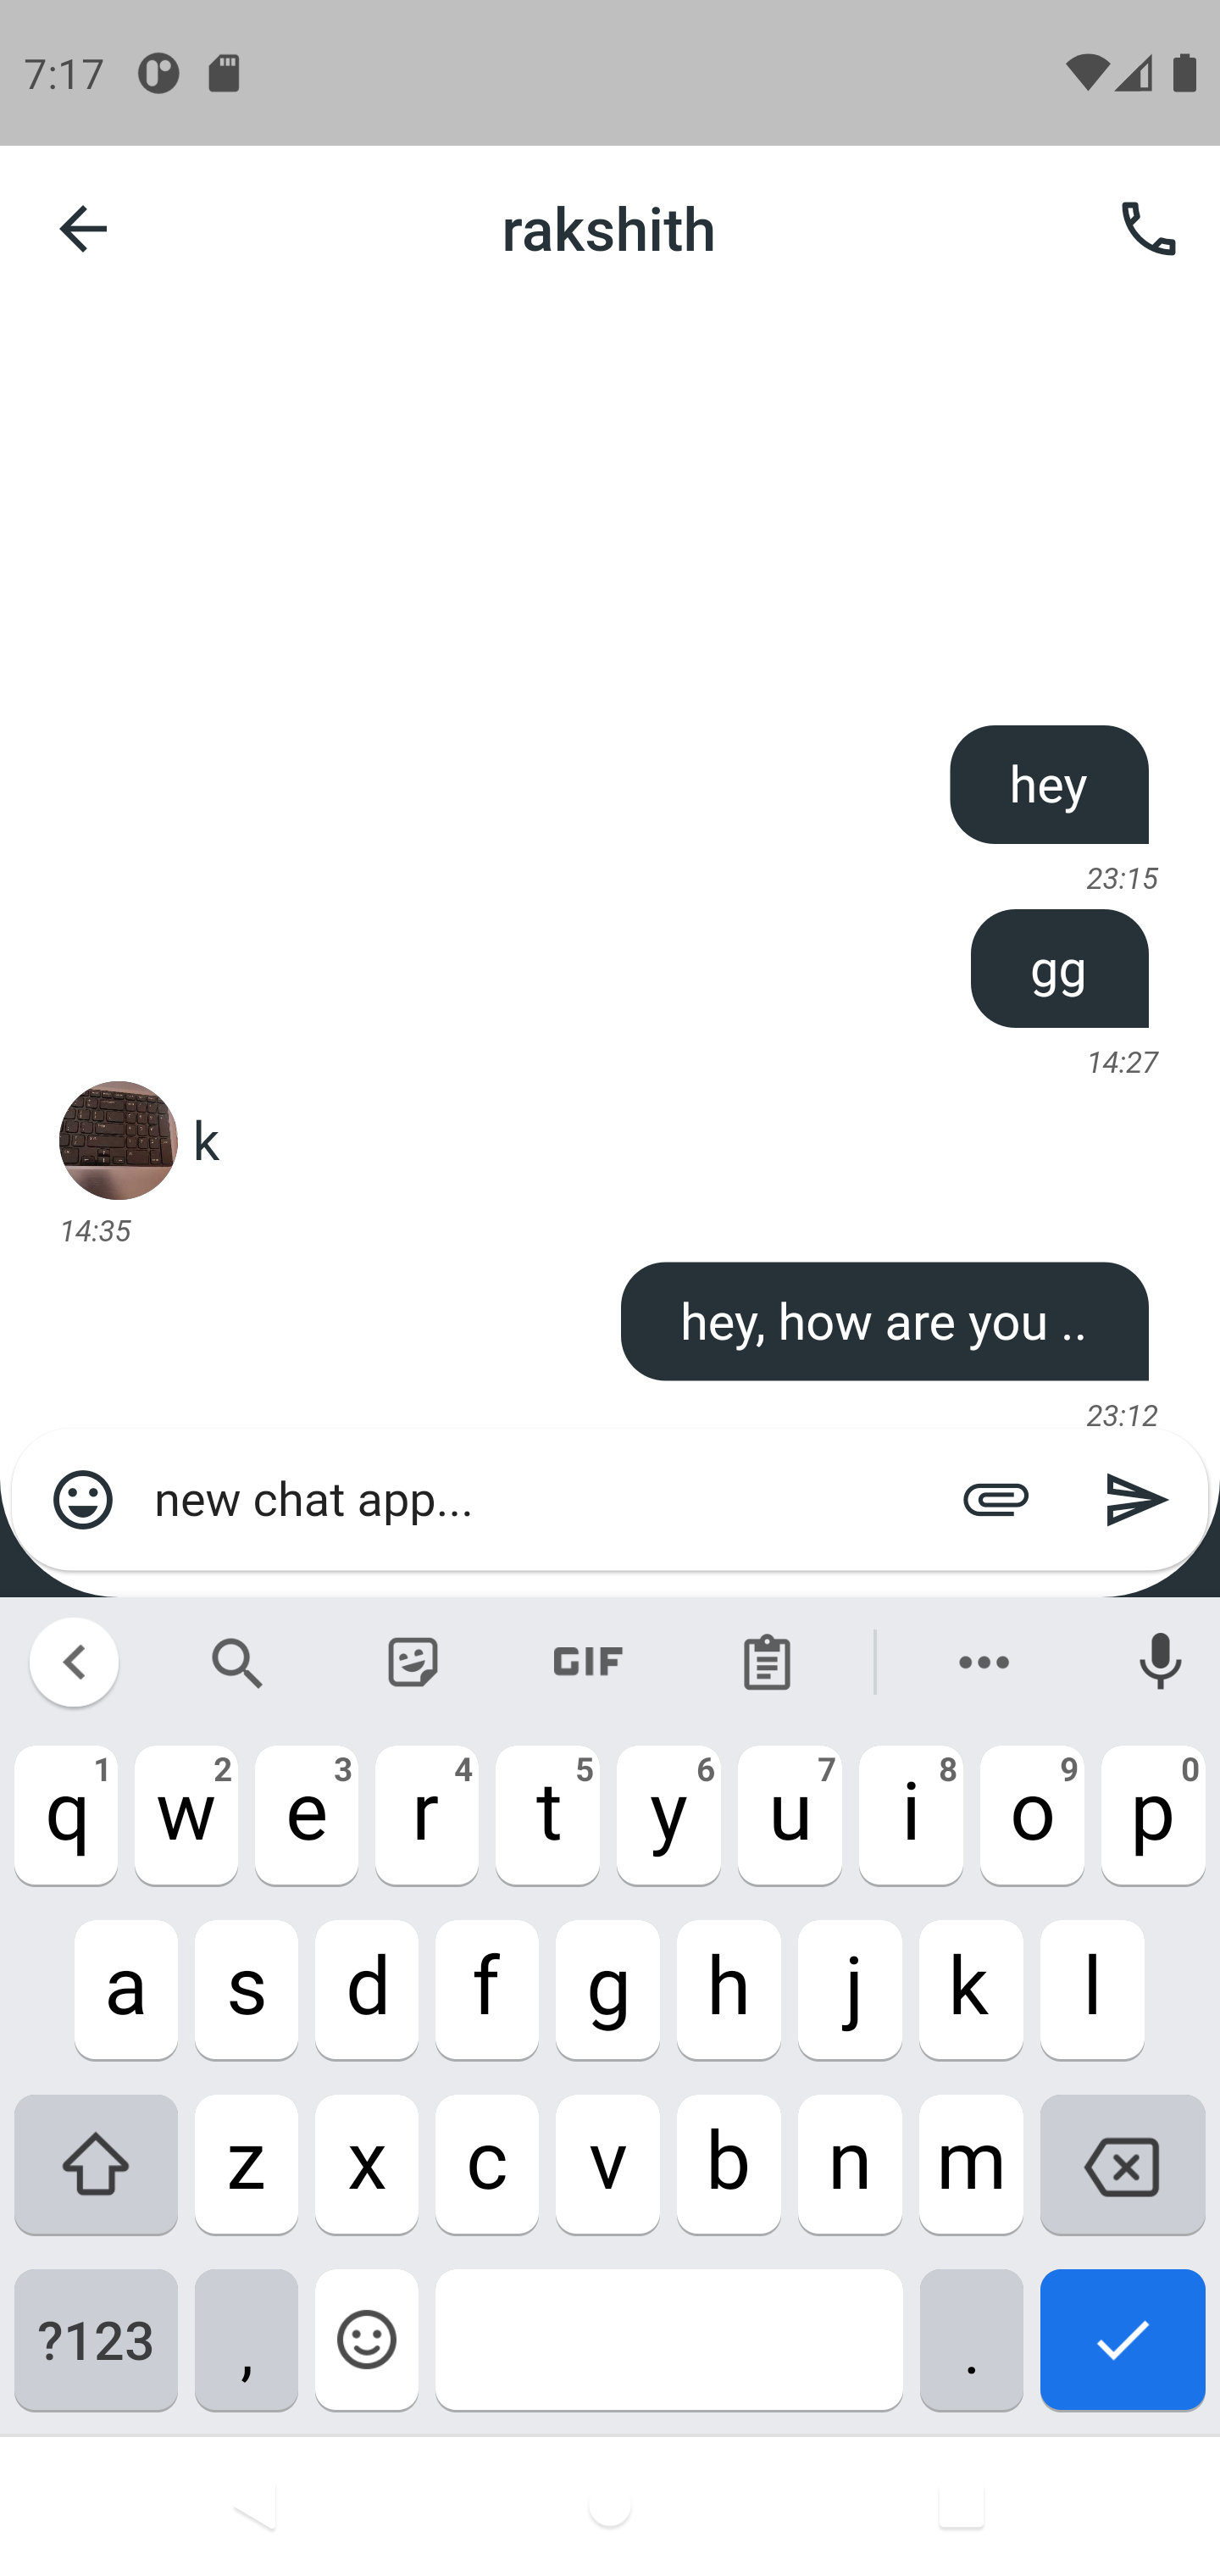 7:17
rakshith
hey
23:15
gg
14:27
k
14:35
hey, how are you ..
23:12
new chat app...
GIF
q 1 w 2 e 3 r 4 t 5 y 6 u 7 i 8 o 9 p 0
a s d f g h j k l
z x c v b n m
?123 , .